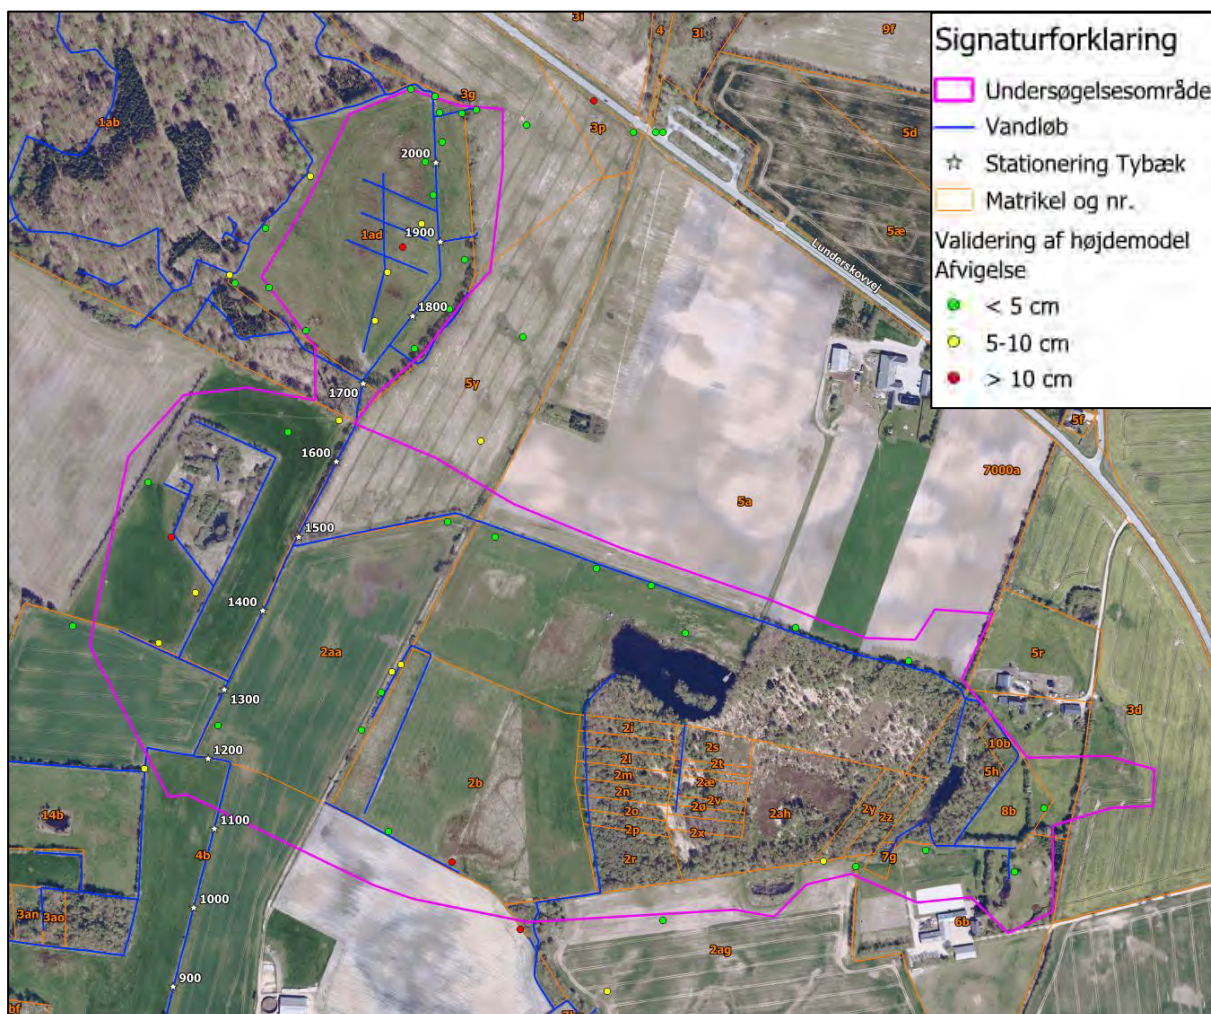 Signaturforklaring
Undersøgelsesområde
Vandløb
Stationering Tybæk
Matrikel og nr.
Validering af højdemodel
Afvigelse
< 5 cm
5-10 cm
> 10 cm
3i
4
3l
9f
3g
1ab
3p
5d
2000
1ad
1900
5æ
Lunderskovvej
1800
1700
5y
5f
1600
7000a
5a
1500
1400
2aa
5r
1300
3d
2i
2s
10b
1200
2l
2t
2m
2æ
5h
2b
2n
2v
2o
2ø
2ah
2y
8b
14b
1100
2p
2x
2z
4b
2r
7g
1000
3an
3ao
6b
2ag
900
bf